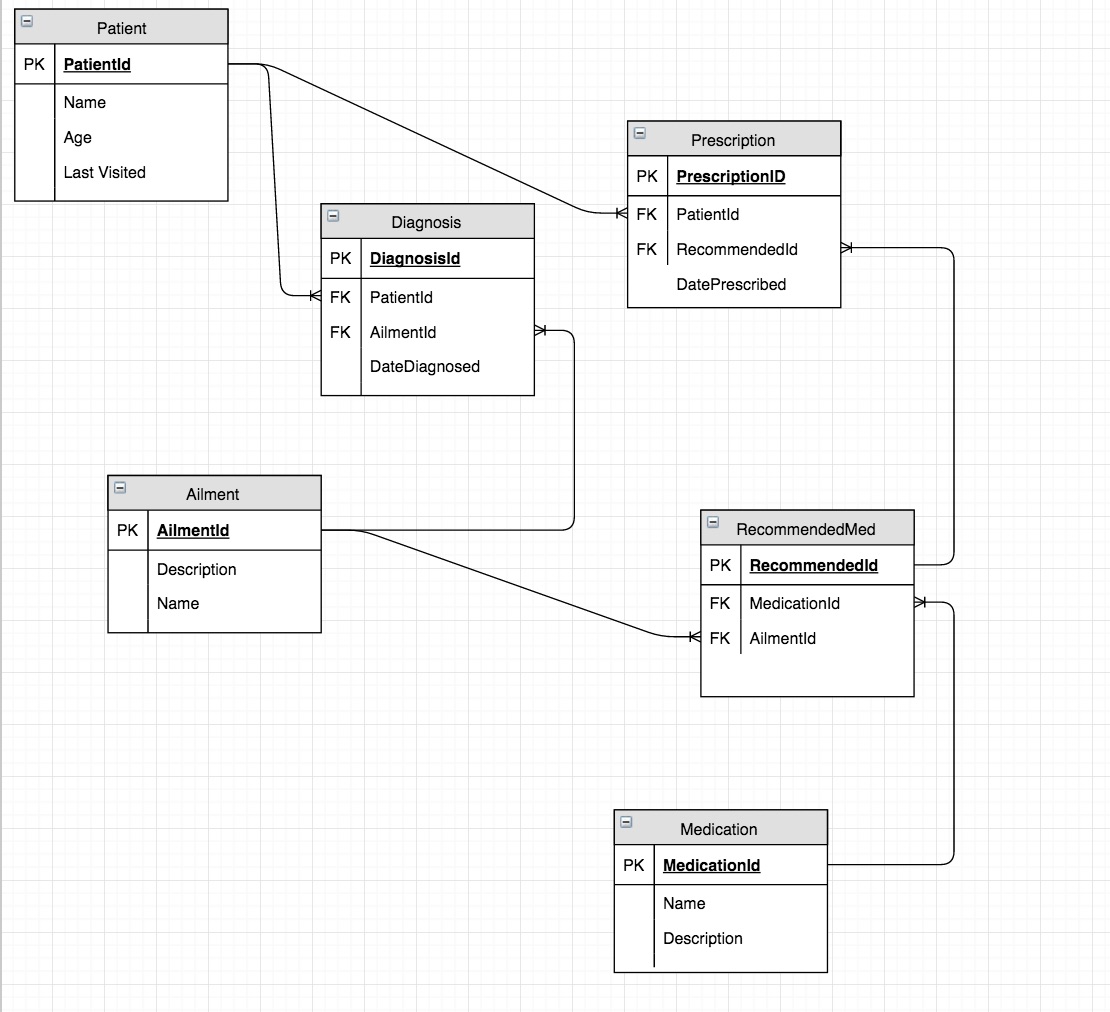 Patient
PK PatientId
Name
Age
Last Visited
Prescription
PK PrescriptionID
FK PatientId
FK RecommendedId
DatePrescribed
Diagnosis
PK DiagnosisId
FK PatientId
FK AilmentId
DateDiagnosed
Ailment
PK AilmentId
Description
Name
RecommendedMed
PK RecommendedId
FK MedicationId
FK AilmentId
Medication
PK MedicationId
Name
Description